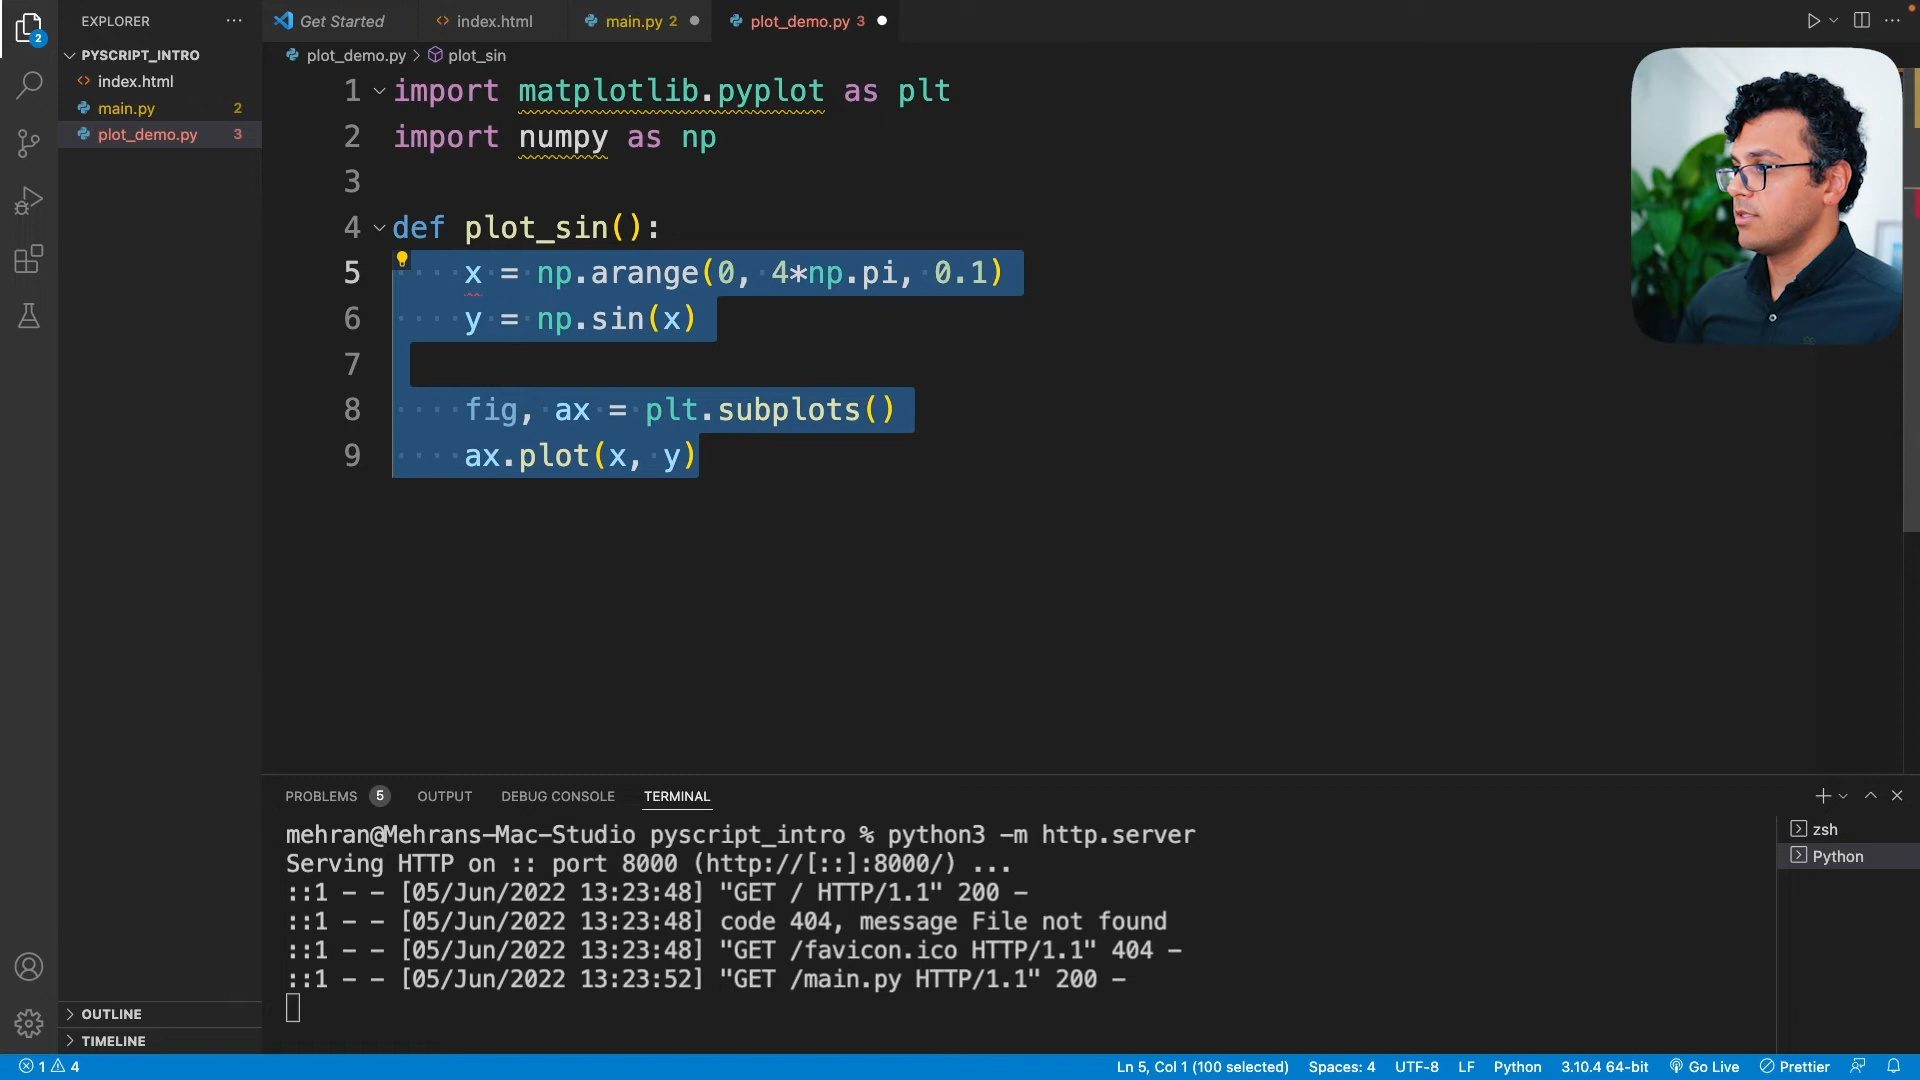 EXPLORER
PYSCRIPT_INTRO
index.html
main.py 2
plot_demo.py 3
2
Get Started
index.html
main.py 2
plot_demo.py 3
plot_demo.py > plot_sin
1 import matplotlib.pyplot as plt
2 import numpy as np
3
4 def plot_sin():
5 x = np.arange(0, 4*np.pi, 0.1)
6 y = np.sin(x)
7
8 fig, ax = plt.subplots()
9 ax.plot(x, y)
PROBLEMS 5 OUTPUT DEBUG CONSOLE TERMINAL
mehran@Mehrans-Mac-Studio pyscript_intro % python3 -m http.server
Serving HTTP on :: port 8000 (http://[::]:8000/) ...
::1 - - [05/Jun/2022 13:23:48] "GET / HTTP/1.1" 200 -
::1 - - [05/Jun/2022 13:23:48] code 404, message File not found
::1 - - [05/Jun/2022 13:23:48] "GET /favicon.ico HTTP/1.1" 404 -
::1 - - [05/Jun/2022 13:23:52] "GET /main.py HTTP/1.1" 200 -
zsh
Python
OUTLINE
TIMELINE
1 4
Ln 5, Col 1 (100 selected) Spaces: 4 UTF-8 LF Python 3.10.4 64-bit Go Live Prettier